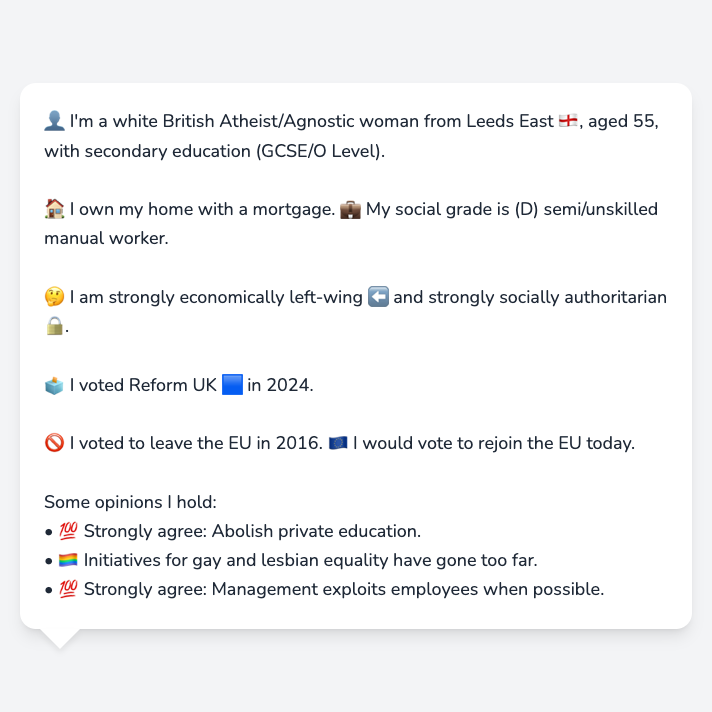 👤 I'm a white British Atheist/Agnostic woman from Leeds East 🏴󠁧󠁢󠁥󠁮󠁧󠁿, aged 55,
with secondary education (GCSE/O Level).
🏠 I own my home with a mortgage. 💼 My social grade is (D) semi/unskilled
manual worker.
🤔 I am strongly economically left-wing ⬅️ and strongly socially authoritarian
🔒.
🗳️ I voted Reform UK 🟦 in 2024.
🚫 I voted to leave the EU in 2016. 🇪🇺 I would vote to rejoin the EU today.
Some opinions I hold:
• 💯 Strongly agree: Abolish private education.
• 🏳️‍🌈 Initiatives for gay and lesbian equality have gone too far.
• 💯 Strongly agree: Management exploits employees when possible.